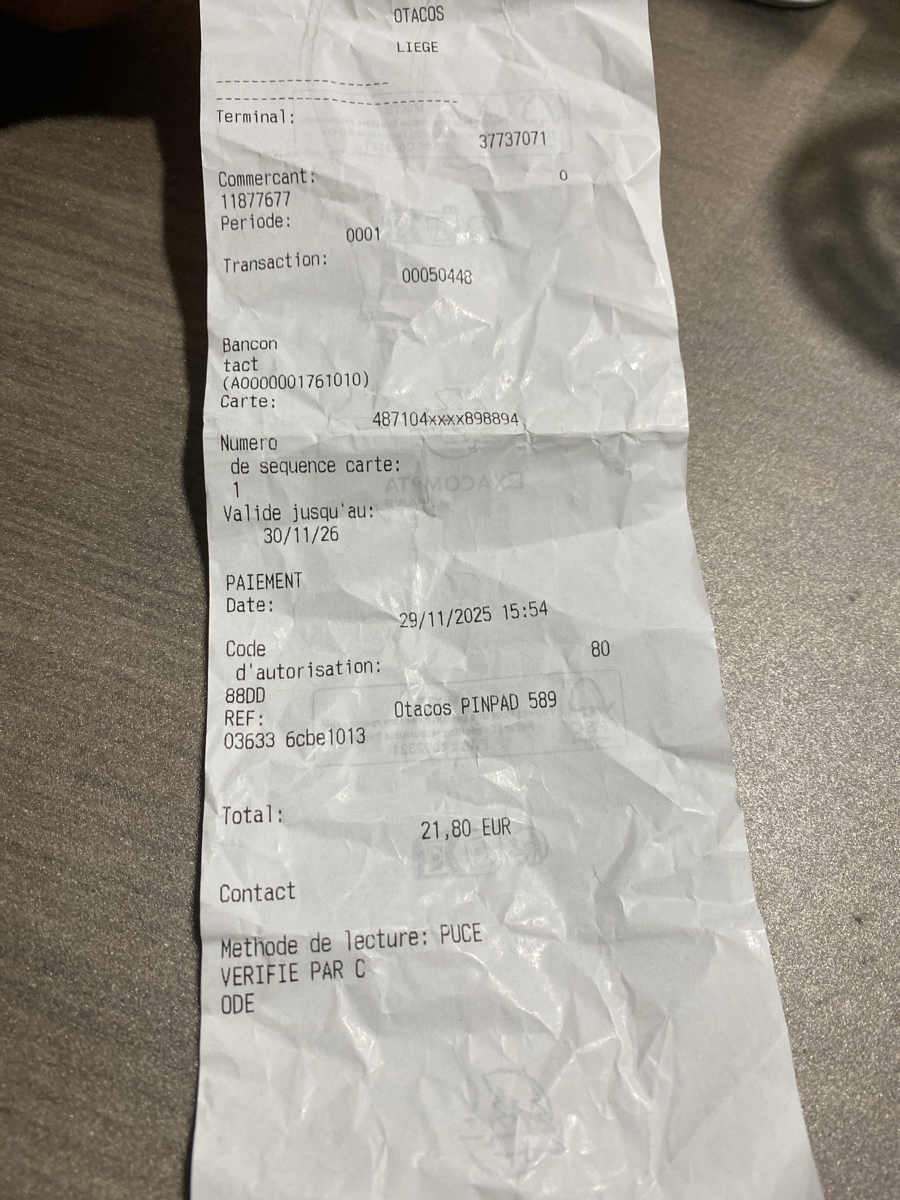 OTACOS
LIEGE
-----------------------
--------------------------------
Terminal:
37737071
Commercant: 0
11877677
Periode:
0001
Transaction:
00050448
Bancon
tact
(A0000001761010)
Carte:
487104xxxx898894
Numero
de sequence carte:
1
Valide jusqu'au:
30/11/26
PAIEMENT
Date:
29/11/2025 15:54
Code 80
d'autorisation:
88DD
REF: Otacos PINPAD 589
03633 6cbe1013
Total:
21,80 EUR
Contact
Methode de lecture: PUCE
VERIFIE PAR C
ODE
EXACOMPTA